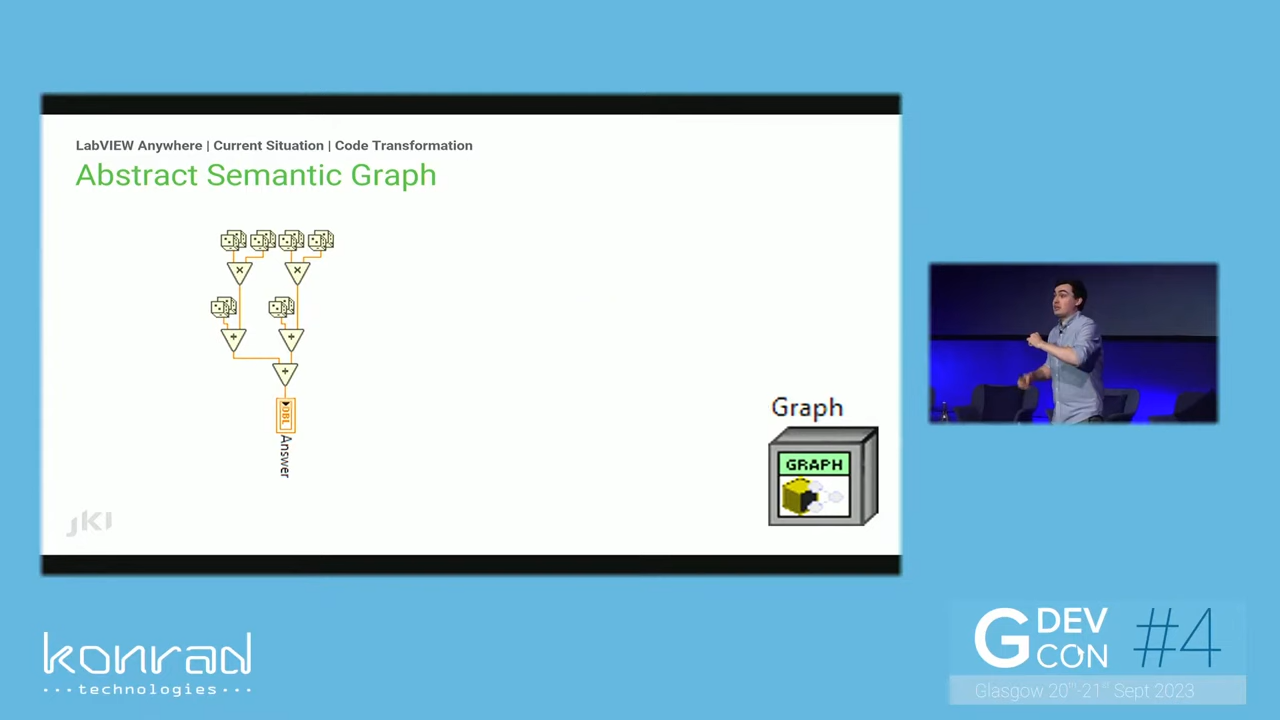 LabVIEW Anywhere | Current Situation | Code Transformation
Abstract Semantic Graph
×
×
+
+
+
DBL
Answer
Graph
GRAPH
JKI
konrad
···technologies···
G DEV CON #4
Glasgow 20th-21st Sept 2023